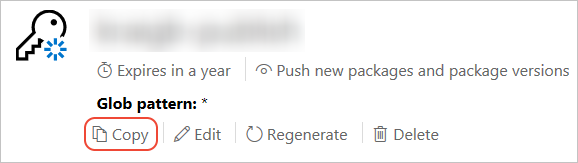 Expires in a year Push new packages and package versions
Glob pattern: *
Copy Edit Regenerate Delete